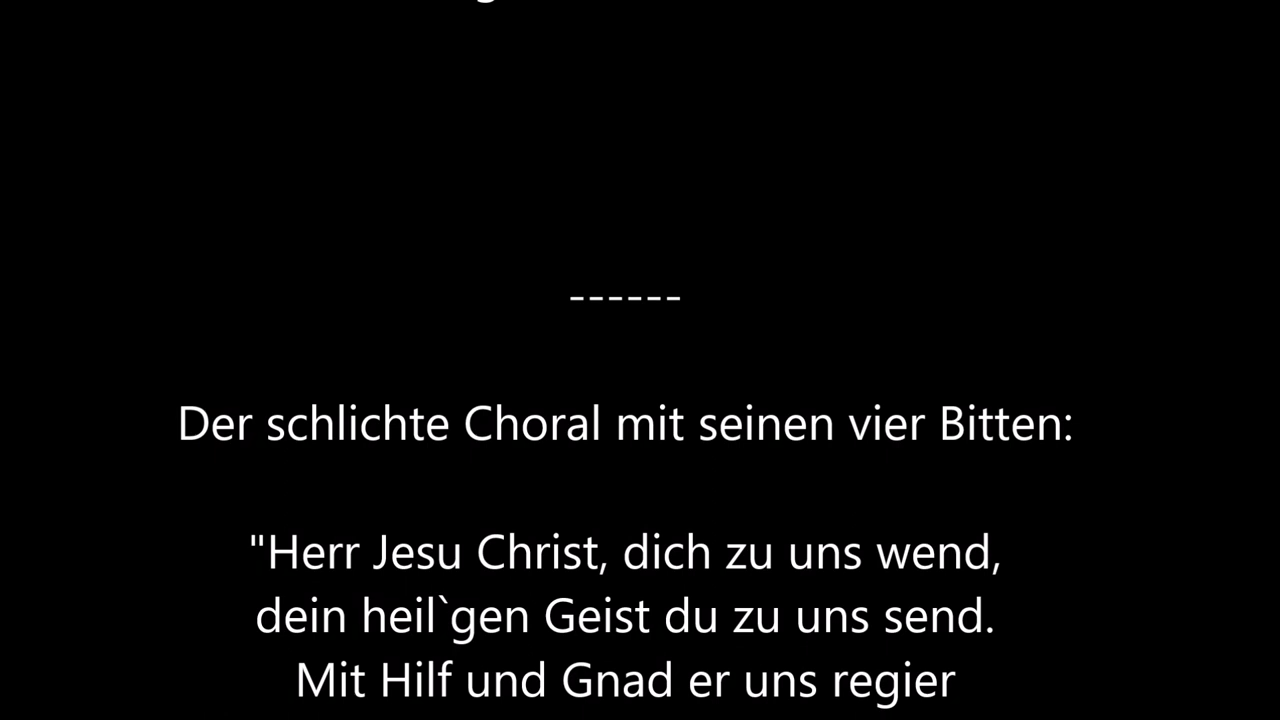 ------
Der schlichte Choral mit seinen vier Bitten:
"Herr Jesu Christ, dich zu uns wend,
dein heil`gen Geist du zu uns send.
Mit Hilf und Gnad er uns regier